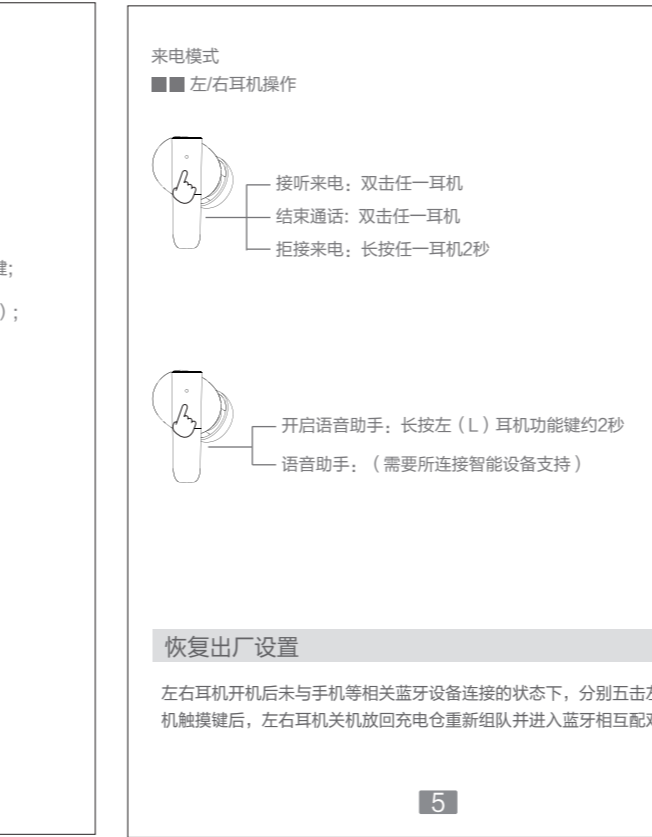 键;
）;
来电模式
■■ 左/右耳机操作
接听来电：双击任一耳机
结束通话：双击任一耳机
拒接来电：长按任一耳机2秒
开启语音助手：长按左（L）耳机功能键约2秒
语音助手：（需要所连接智能设备支持）
恢复出厂设置
左右耳机开机后未与手机等相关蓝牙设备连接的状态下，分别五击左
机触摸键后，左右耳机关机放回充电仓重新组队并进入蓝牙相互配对
5